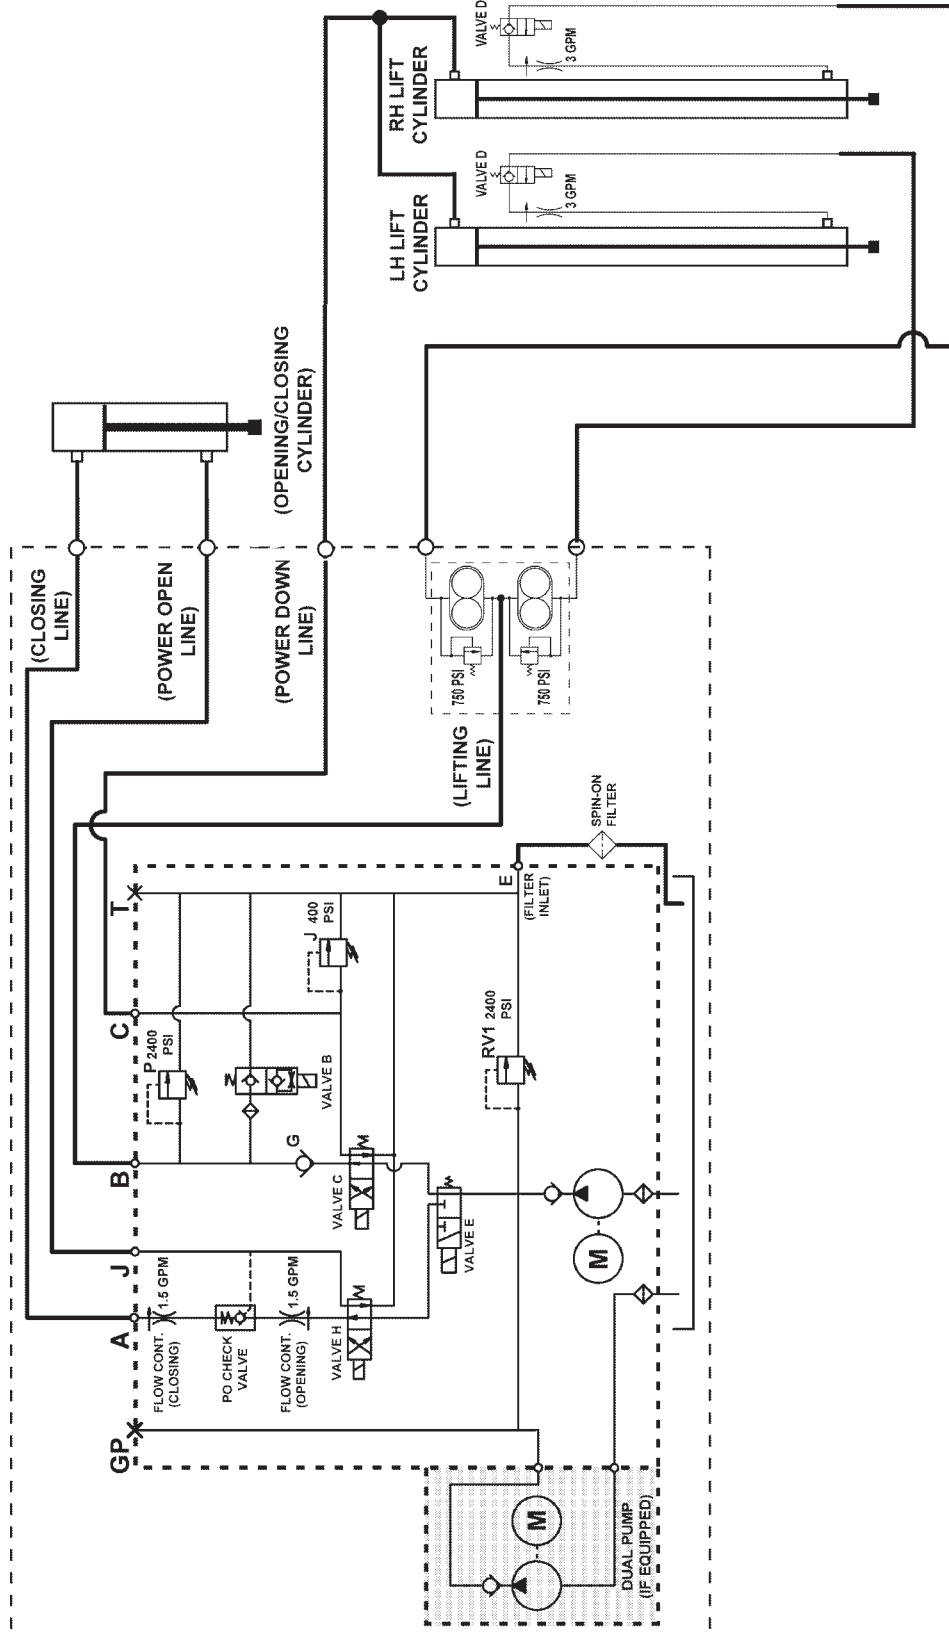 VALVE D
3 GPM
RH LIFT
CYLINDER
VALVE D
3 GPM
LH LIFT
CYLINDER
(OPENING/CLOSING
CYLINDER)
(CLOSING
LINE)
(POWER OPEN
LINE)
(POWER DOWN
LINE)
750 PSI
750 PSI
(LIFTING
LINE)
SPIN-ON
FILTER
T
E
(FILTER
INLET)
J 400
PSI
C
P 2400
PSI
RV1 2400
PSI
VALVE B
B
G
VALVE C
VALVE E
J
1.5 GPM
1.5 GPM
A
FLOW CONT.
(CLOSING)
PO CHECK
VALVE
FLOW CONT.
(OPENING)
VALVE H
M
GP
M
DUAL PUMP
(IF EQUIPPED)